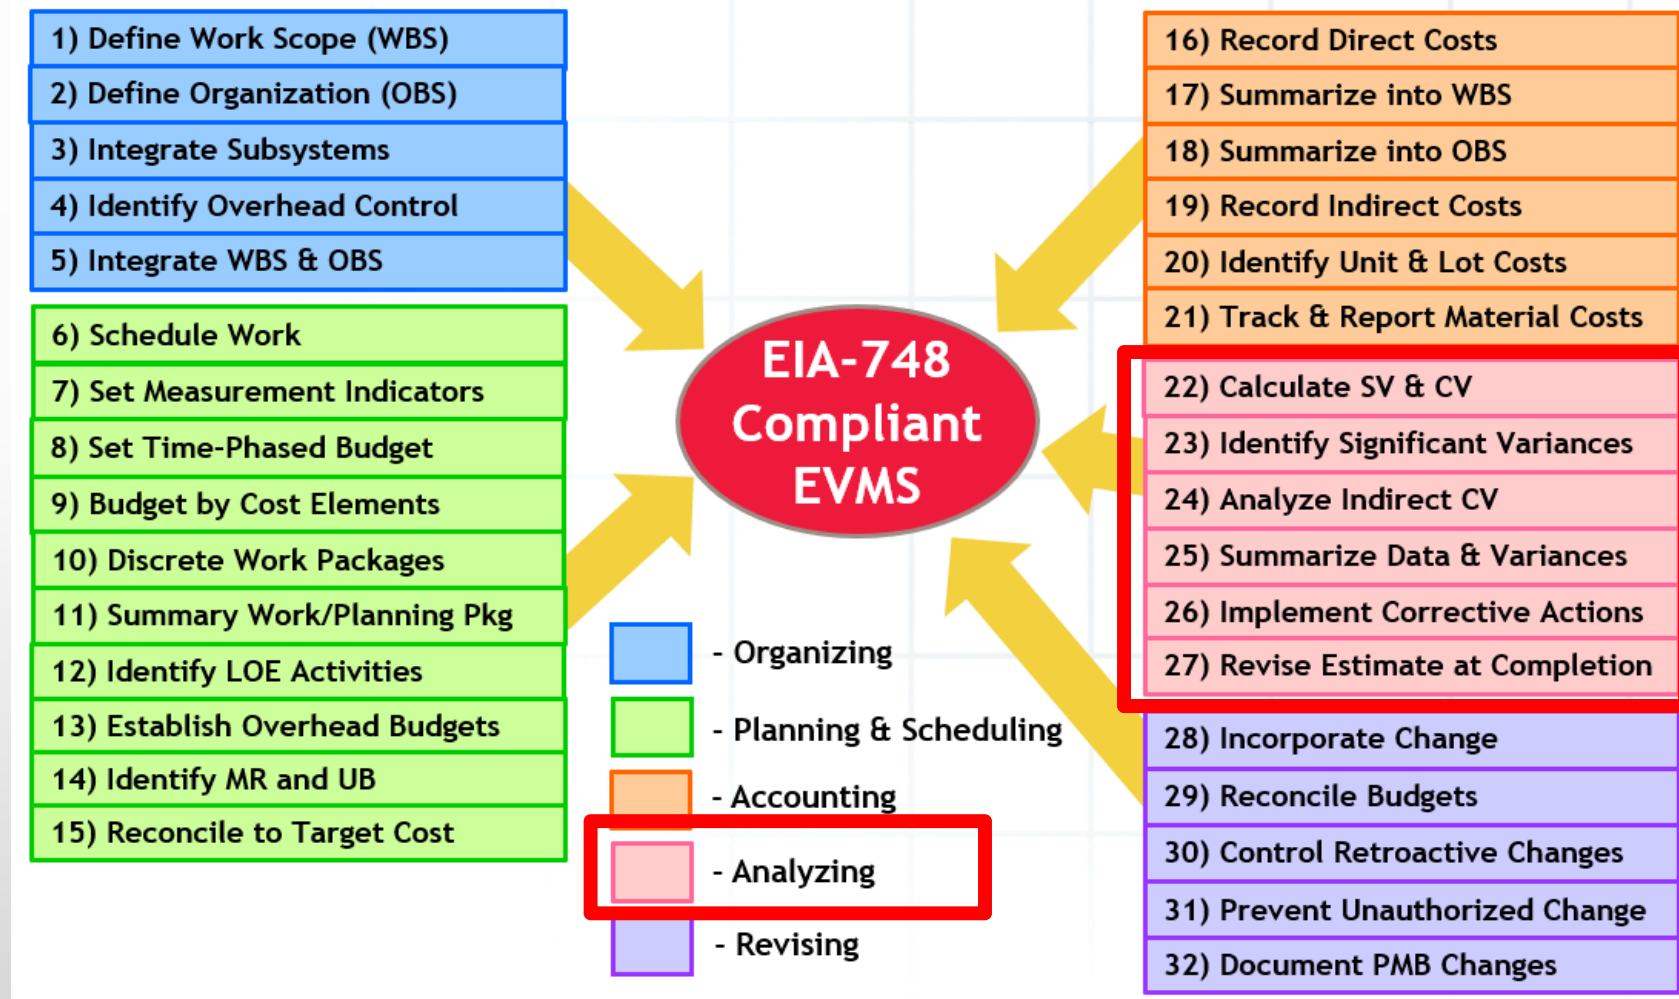 1) Define Work Scope (WBS)
2) Define Organization (OBS)
3) Integrate Subsystems
4) Identify Overhead Control
5) Integrate WBS & OBS
6) Schedule Work
7) Set Measurement Indicators
8) Set Time-Phased Budget
9) Budget by Cost Elements
10) Discrete Work Packages
11) Summary Work/Planning Pkg
12) Identify LOE Activities
13) Establish Overhead Budgets
14) Identify MR and UB
15) Reconcile to Target Cost
EIA-748
Compliant
EVMS
- Organizing
- Planning & Scheduling
- Accounting
- Analyzing
- Revising
16) Record Direct Costs
17) Summarize into WBS
18) Summarize into OBS
19) Record Indirect Costs
20) Identify Unit & Lot Costs
21) Track & Report Material Costs
22) Calculate SV & CV
23) Identify Significant Variances
24) Analyze Indirect CV
25) Summarize Data & Variances
26) Implement Corrective Actions
27) Revise Estimate at Completion
28) Incorporate Change
29) Reconcile Budgets
30) Control Retroactive Changes
31) Prevent Unauthorized Change
32) Document PMB Changes